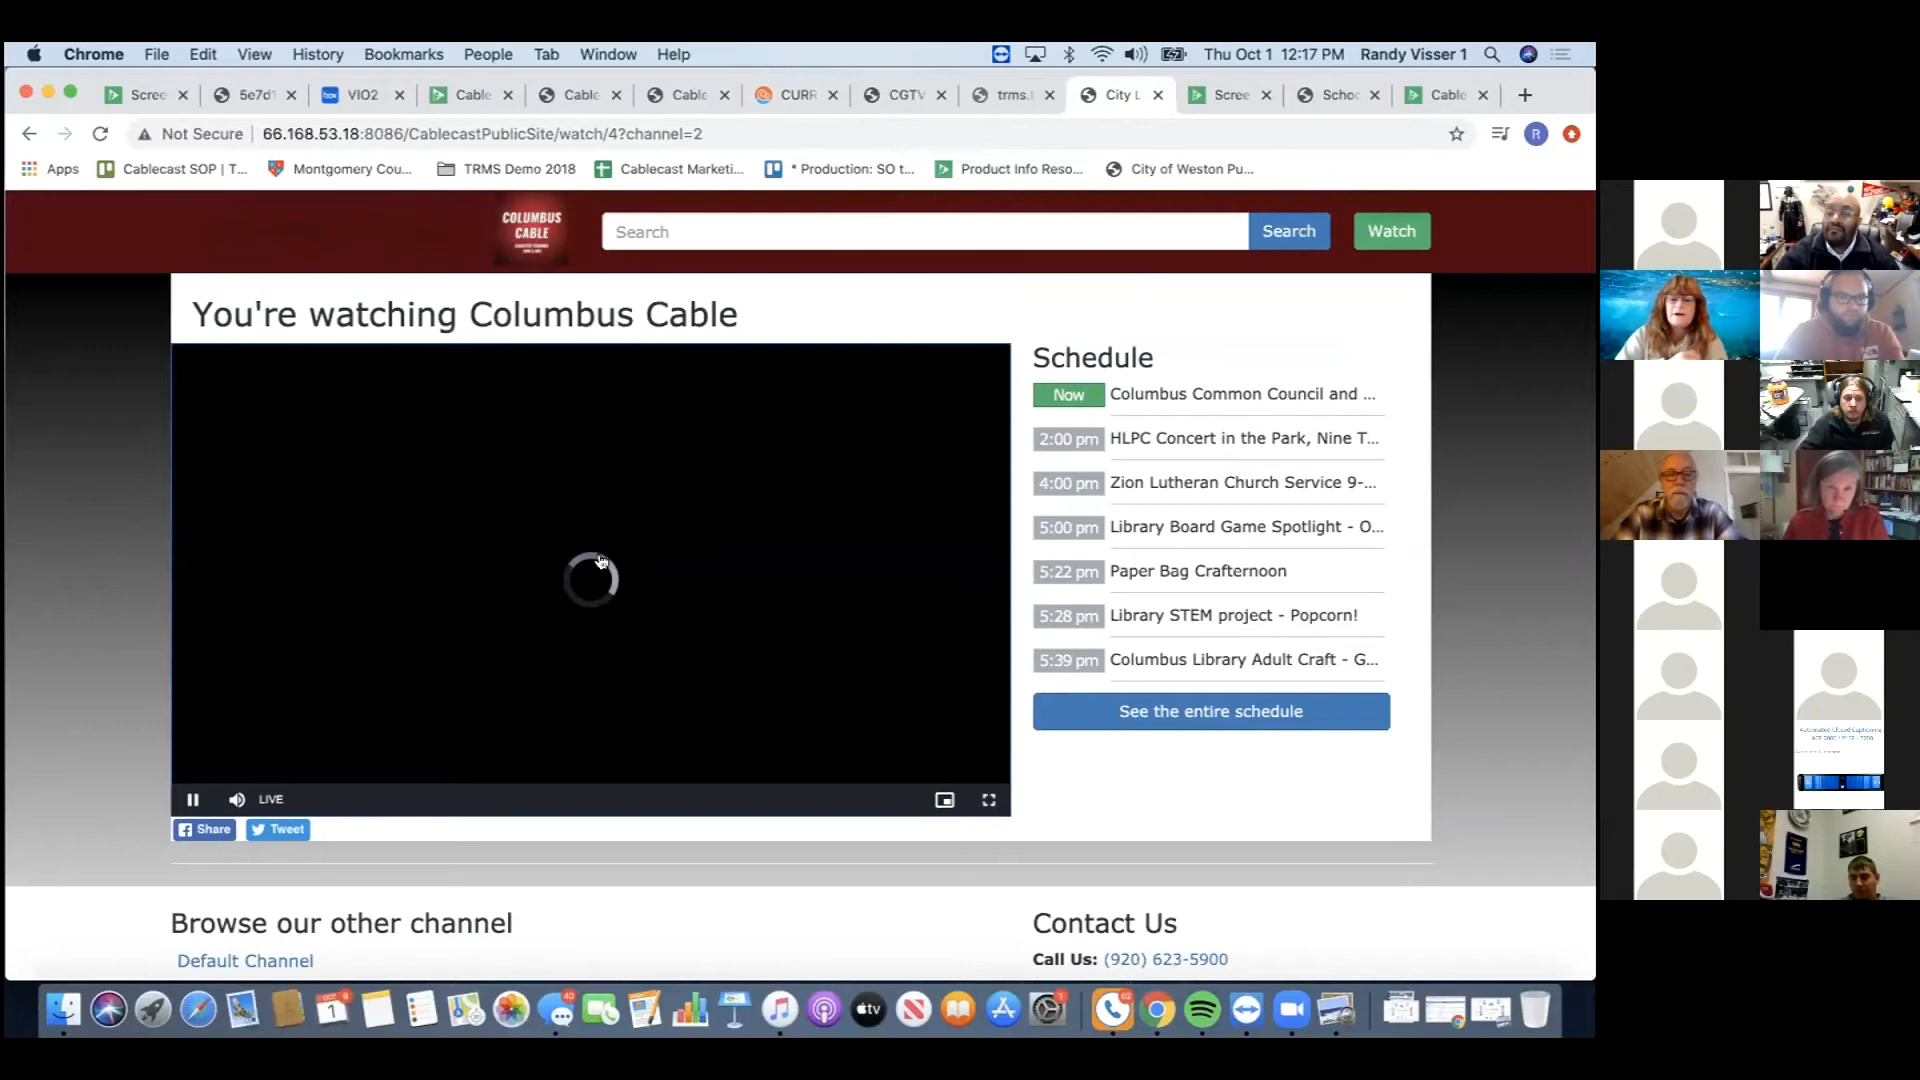 Chrome File Edit View History Bookmarks People Tab Window Help Thu Oct 1 12:17 PM Randy Visser 1
Scree 5e7d1 VIO2 Cable Cable Cable CURR CGTV trms. City L Scree Schoo Cable
Not Secure 66.168.53.18:8086/CablecastPublicSite/watch/4?channel=2
Apps Cablecast SOP | T... Montgomery Cou... TRMS Demo 2018 Cablecast Marketi... * Production: SO t... Product Info Reso... City of Weston Pu...
COLUMBUS
CABLE
Search Search Watch
You're watching Columbus Cable
Schedule
Now Columbus Common Council and ...
2:00 pm HLPC Concert in the Park, Nine T...
4:00 pm Zion Lutheran Church Service 9-...
5:00 pm Library Board Game Spotlight - O...
5:22 pm Paper Bag Crafternoon
5:28 pm Library STEM project - Popcorn!
5:39 pm Columbus Library Adult Craft - G...
See the entire schedule
LIVE
Share Tweet
Browse our other channel
Default Channel
Contact Us
Call Us: (920) 623-5900